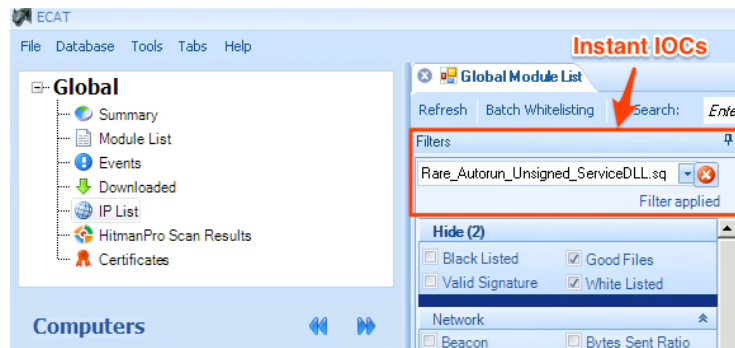 ECAT
File Database Tools Tabs Help
Instant IOCs
Global
Summary
Module List
Events
Downloaded
IP List
HitmanPro Scan Results
Certificates
Computers
Global Module List
Refresh Batch Whitelisting Search: Ente
Filters
Rare_Autorun_Unsigned_ServiceDLL.sq
Filter applied
Hide (2)
Black Listed Good Files
Valid Signature White Listed
Network
Beacon Bytes Sent Ratio